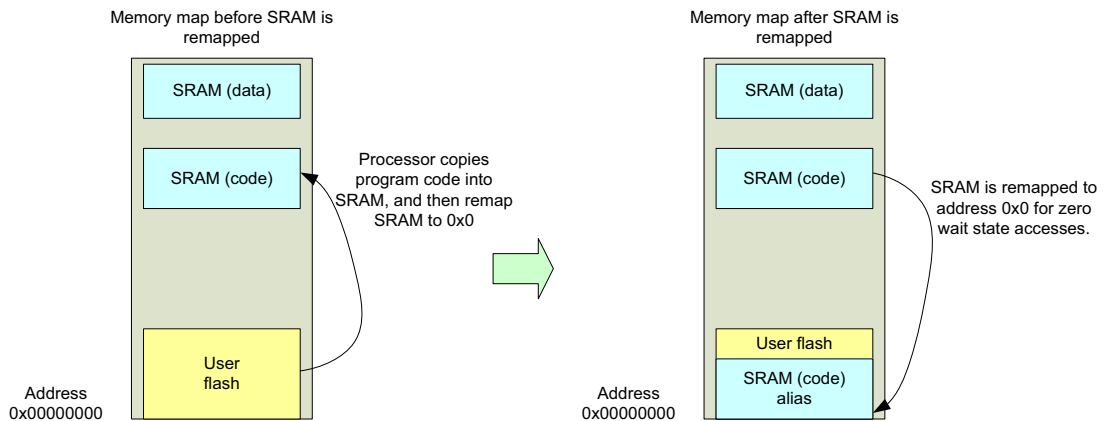 Memory map before SRAM is
remapped
SRAM (data)
SRAM (code)
Processor copies
program code into
SRAM, and then remap
SRAM to 0x0
User
flash
Address
0x00000000
Memory map after SRAM is
remapped
SRAM (data)
SRAM (code)
SRAM is remapped to
address 0x0 for zero
wait state accesses.
User flash
SRAM (code)
alias
Address
0x00000000